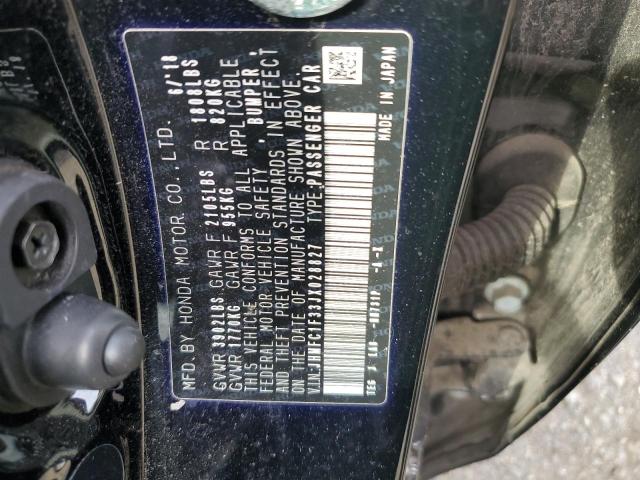 MFD BY HONDA MOTOR CO., LTD. 6/'18
GVWR 3902LBS GAWR F 2105LBS R 1808LBS
GVWR 1770KG GAWR F 955KG R 820KG
THIS VEHICLE CONFORMS TO ALL APPLICABLE
FEDERAL MOTOR VEHICLE SAFETY , BUMPER,
AND THEFT PREVENTION STANDARDS IN EFFECT
ON THE DATE OF MANUFACTURE SHOWN ABOVE.
V.I.N: TYPE:PASSENGER CAR
MADE IN JAPAN